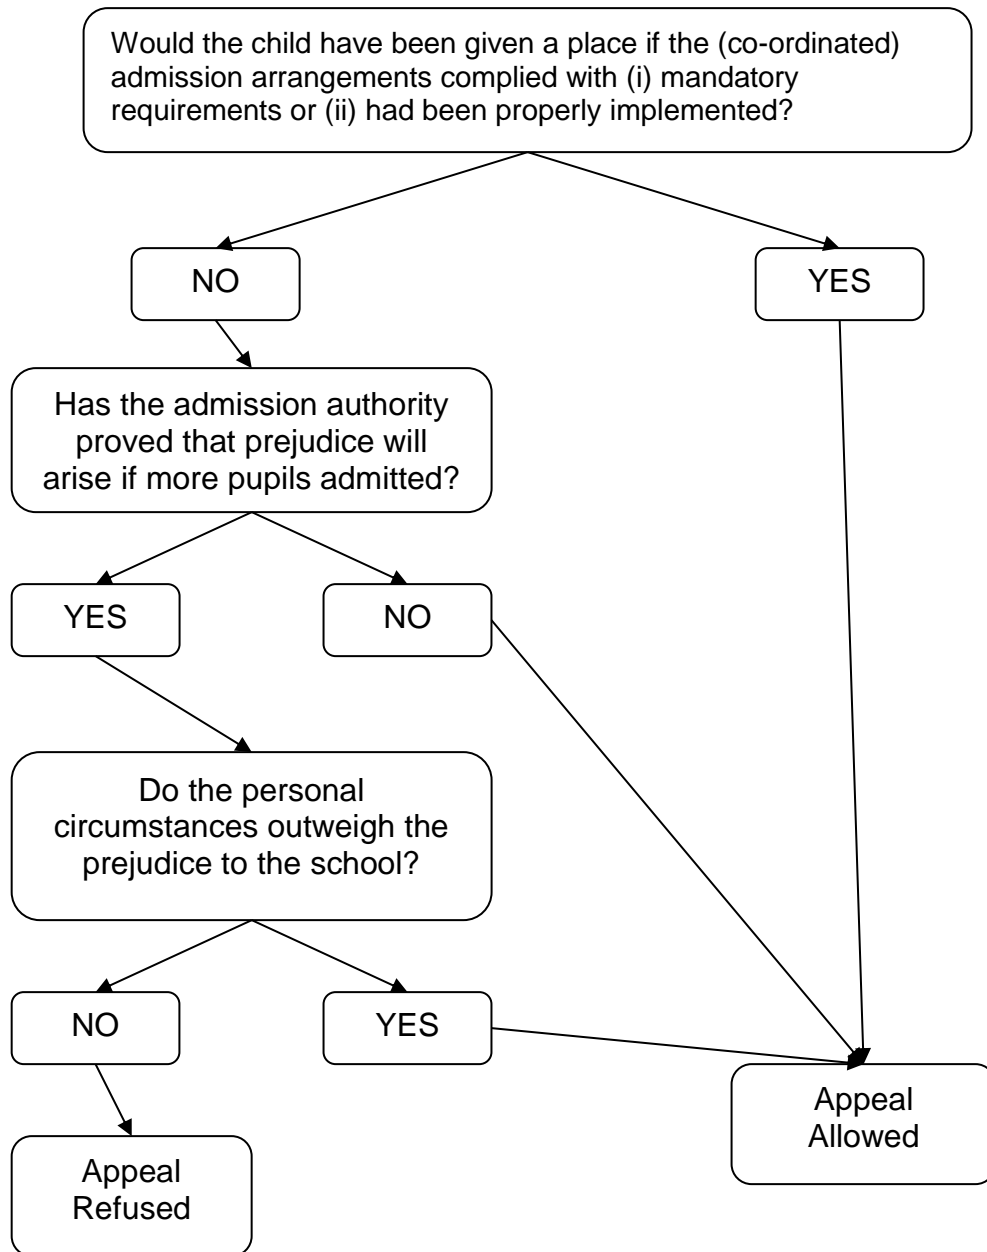 Would the child have been given a place if the (co-ordinated)
admission arrangements complied with (i) mandatory
requirements or (ii) had been properly implemented?
NO
YES
Has the admission authority
proved that prejudice will
arise if more pupils admitted?
YES
NO
Do the personal
circumstances outweigh the
prejudice to the school?
NO
YES
Appeal
Allowed
Appeal
Refused